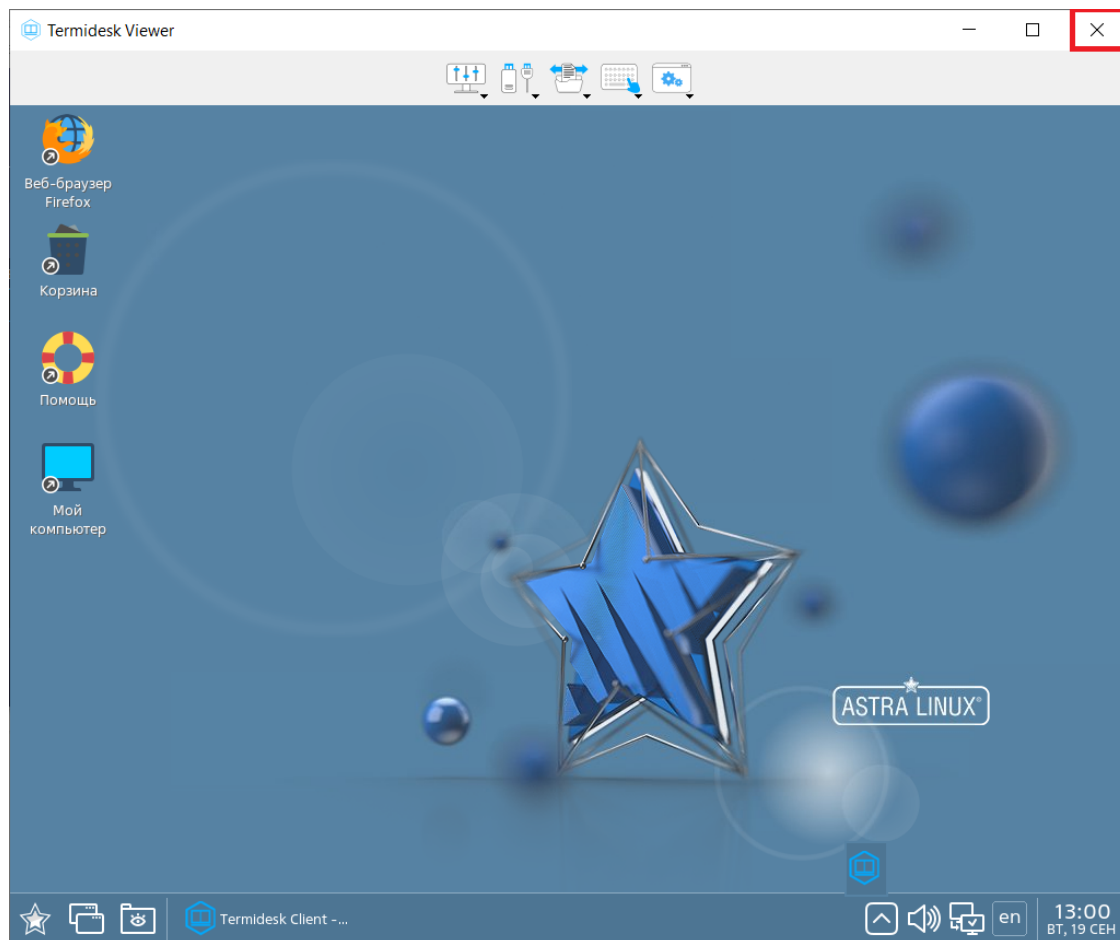 Termidesk Viewer
Веб-браузер
Firefox
Корзина
Помощь
Мой
компьютер
ASTRA LINUX®
Termidesk Client -...
en
13:00
ВТ, 19 СЕН